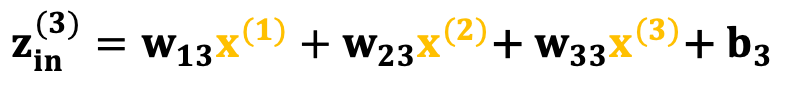 z_in^(3) = w₁₃x^(1) + w₂₃x^(2) + w₃₃x^(3) + b₃